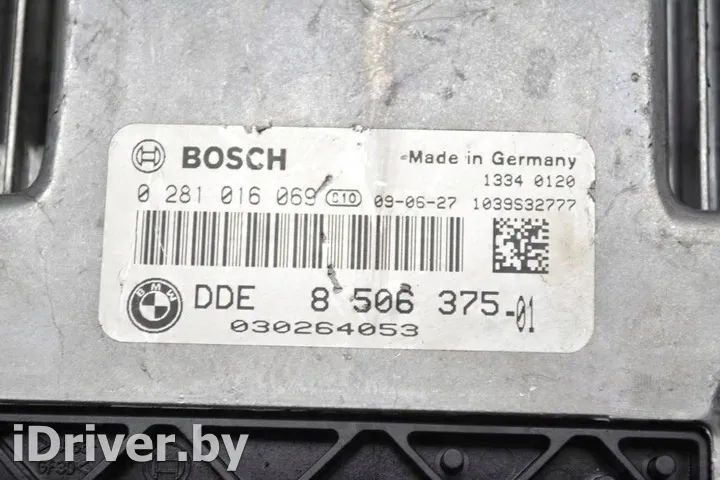 BOSCH
Made in Germany
1334 0120
0 281 016 069 C10 09-06-27 1039S32777
BMW
DDE 8 506 375-01
030264053
iDriver.by